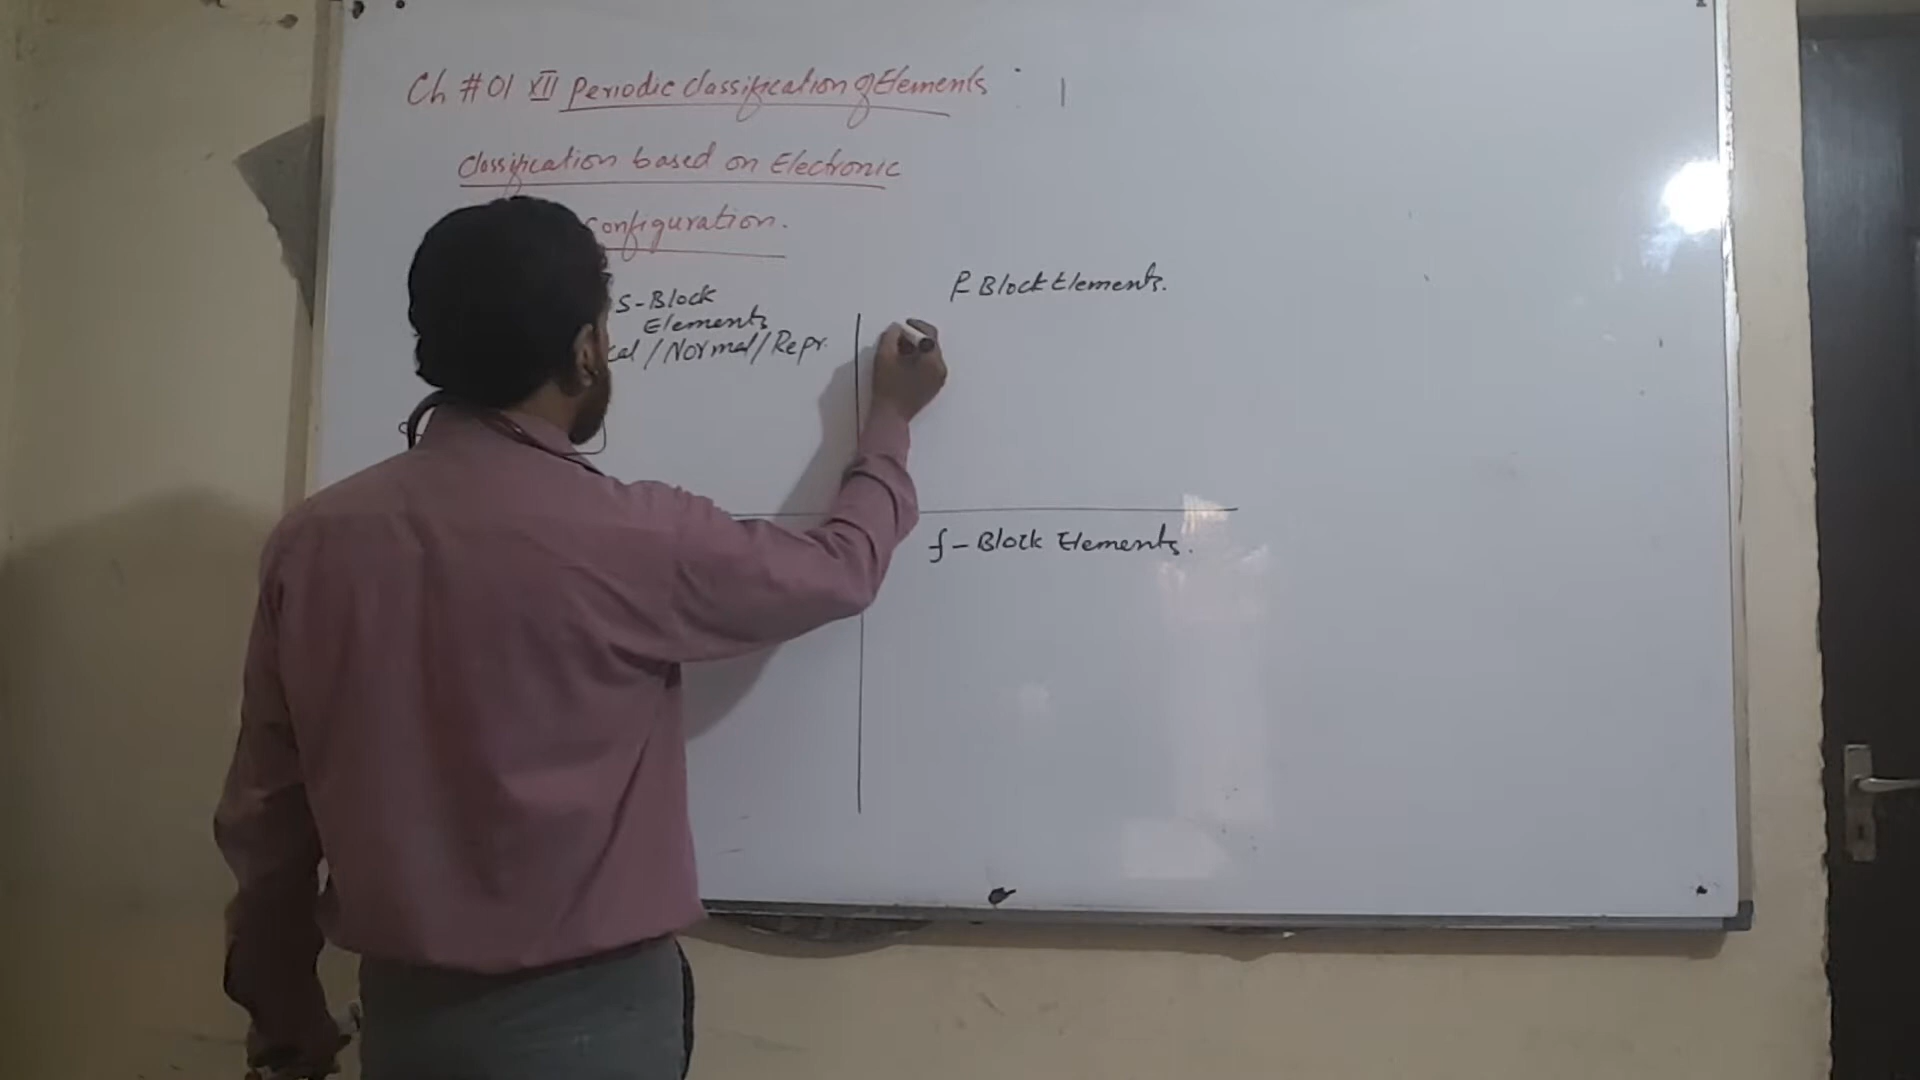 Ch #01 XII Periodic Classification of Elements :
Classification based on Electronic
Configuration.
S-Block
Elements
cal/Normal/Repr.
P Block Elements.
f-Block Elements.